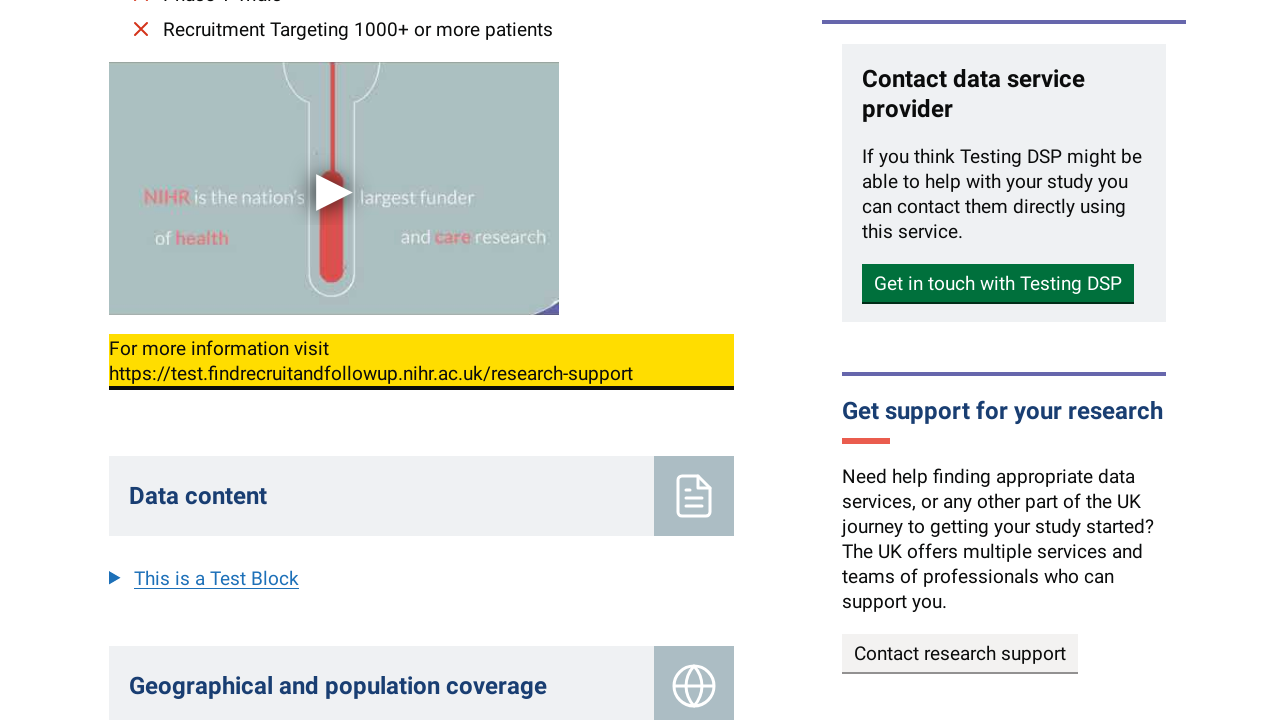 Recruitment Targeting 1000+ or more patients
NIHR is the nation's largest funder
of health and care research
For more information visit
https://test.findrecruitandfollowup.nihr.ac.uk/research-support
Data content
This is a Test Block
Geographical and population coverage
Contact data service
provider
If you think Testing DSP might be
able to help with your study you
can contact them directly using
this service.
Get in touch with Testing DSP
Get support for your research
Need help finding appropriate data
services, or any other part of the UK
journey to getting your study started?
The UK offers multiple services and
teams of professionals who can
support you.
Contact research support